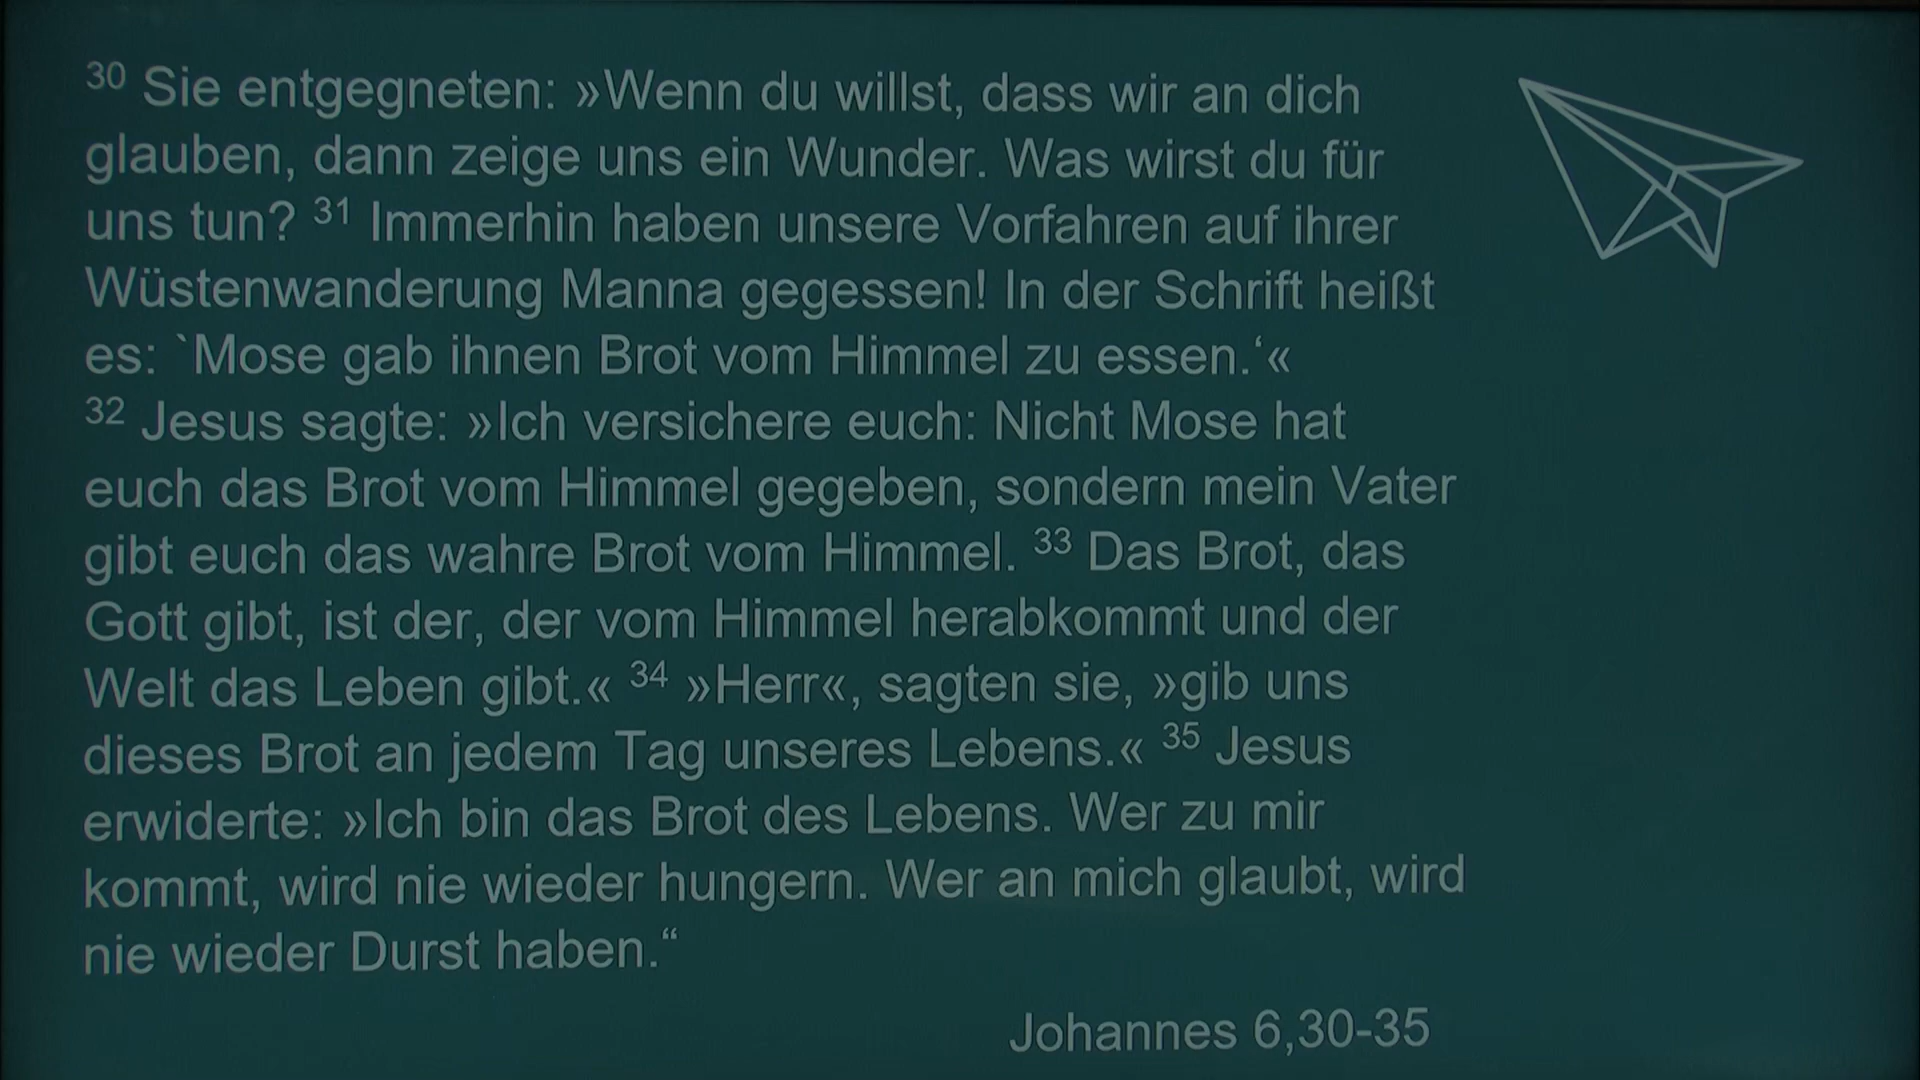 30 Sie entgegneten: »Wenn du willst, dass wir an dich
glauben, dann zeige uns ein Wunder. Was wirst du für
uns tun? 31 Immerhin haben unsere Vorfahren auf ihrer
Wüstenwanderung Manna gegessen! In der Schrift heißt
es: `Mose gab ihnen Brot vom Himmel zu essen.‘«
32 Jesus sagte: »Ich versichere euch: Nicht Mose hat
euch das Brot vom Himmel gegeben, sondern mein Vater
gibt euch das wahre Brot vom Himmel. 33 Das Brot, das
Gott gibt, ist der, der vom Himmel herabkommt und der
Welt das Leben gibt.« 34 »Herr«, sagten sie, »gib uns
dieses Brot an jedem Tag unseres Lebens.« 35 Jesus
erwiderte: »Ich bin das Brot des Lebens. Wer zu mir
kommt, wird nie wieder hungern. Wer an mich glaubt, wird
nie wieder Durst haben.“
Johannes 6,30-35